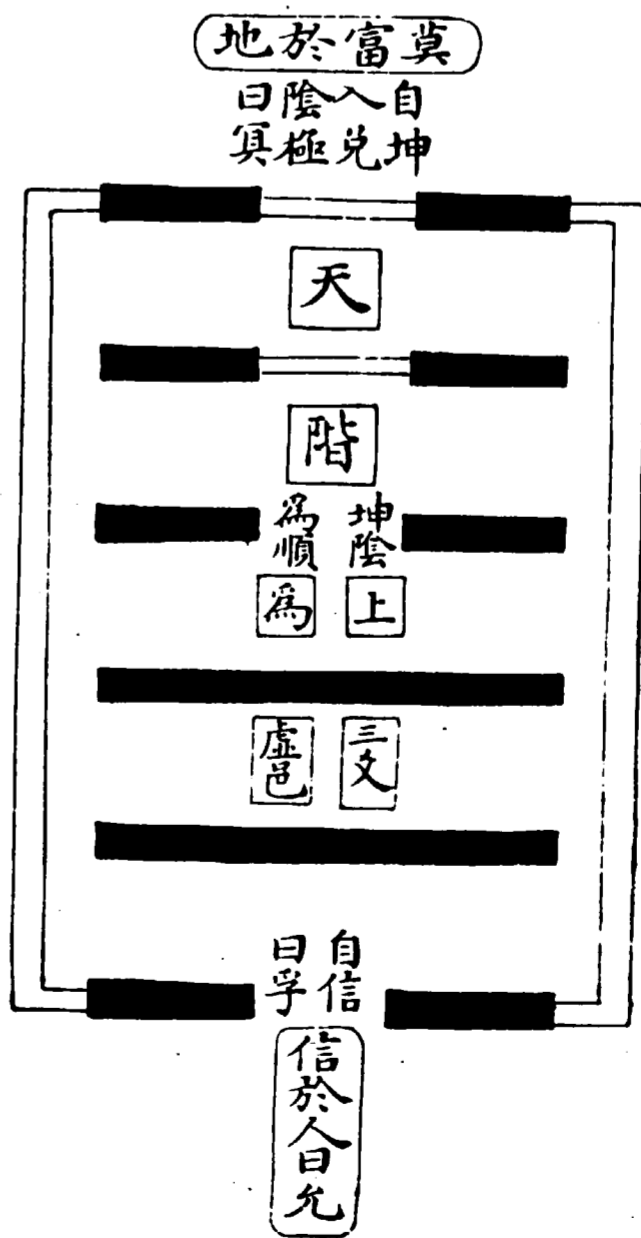 莫富於地
自坤
入兌
陰極
曰冥
天
階
坤陰
爲順
上
爲
三爻
虛邑
自信
曰孚
信於人曰允